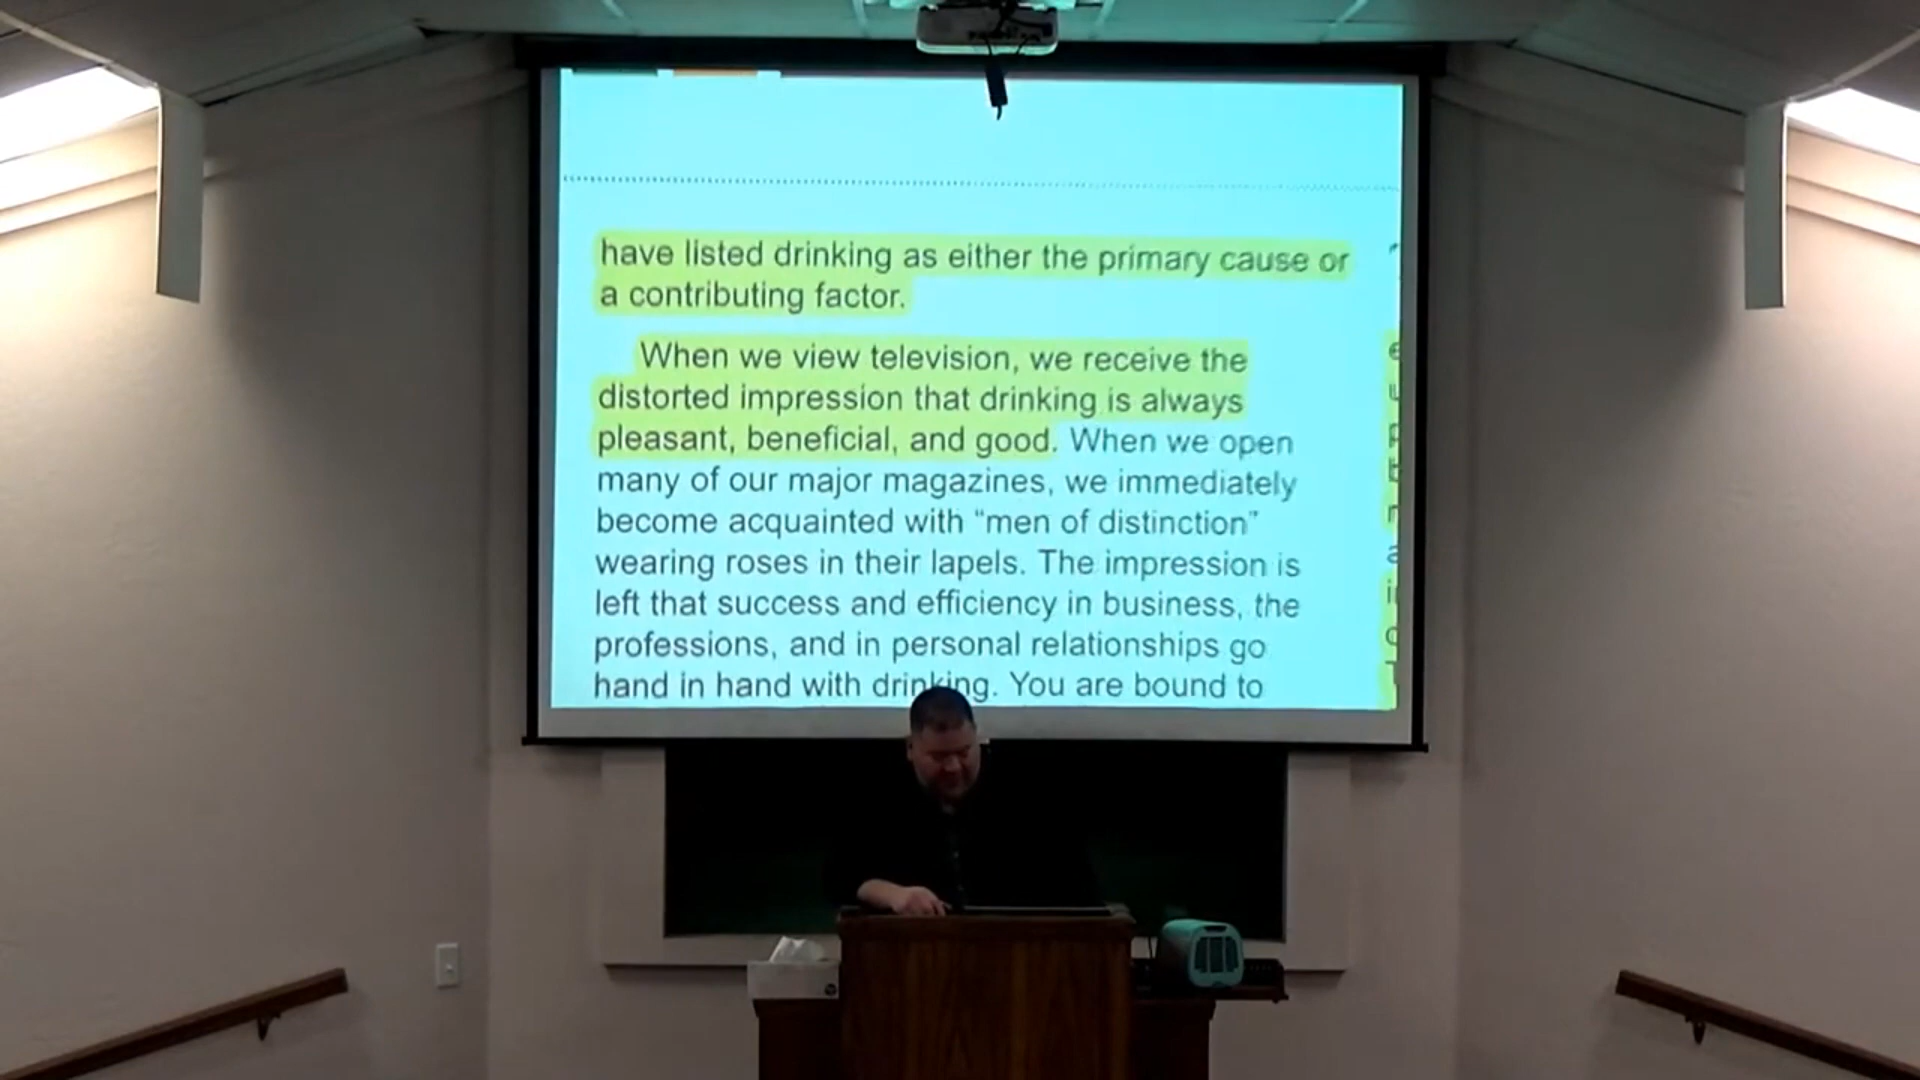 have listed drinking as either the primary cause or
a contributing factor.
When we view television, we receive the
distorted impression that drinking is always
pleasant, beneficial, and good. When we open
many of our major magazines, we immediately
become acquainted with “men of distinction”
wearing roses in their lapels. The impression is
left that success and efficiency in business, the
professions, and in personal relationships go
hand in hand with drinking. You are bound to